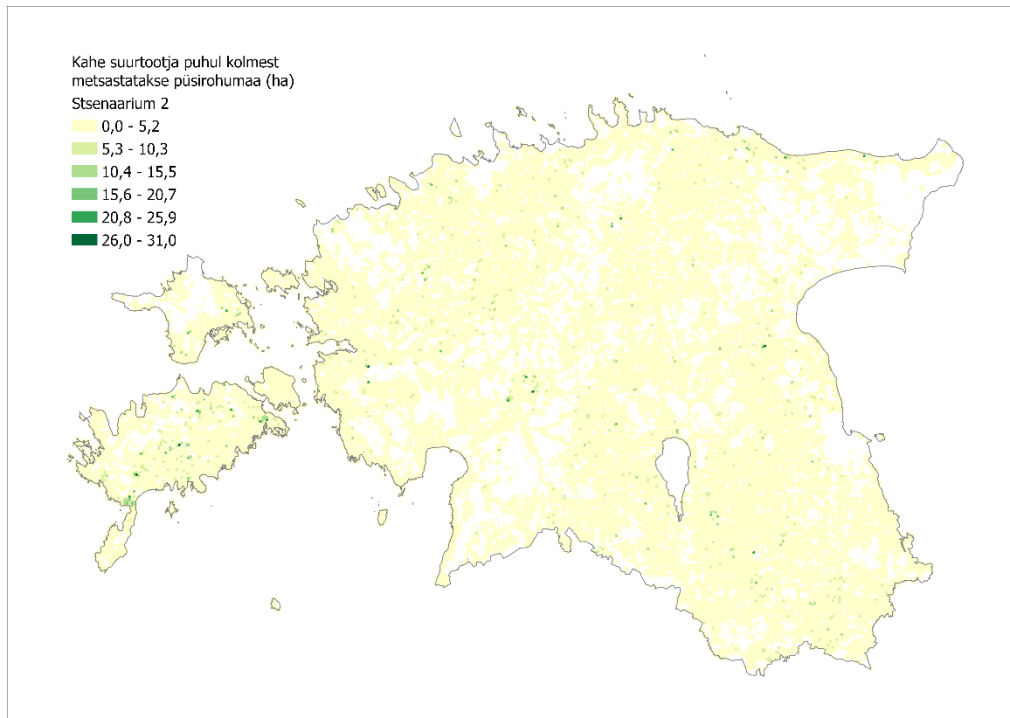 Kahe suurtootja puhul kolmest
metsastatakse püsirohumaa (ha)
Stsenaarium 2
0,0 - 5,2
5,3 - 10,3
10,4 - 15,5
15,6 - 20,7
20,8 - 25,9
26,0 - 31,0